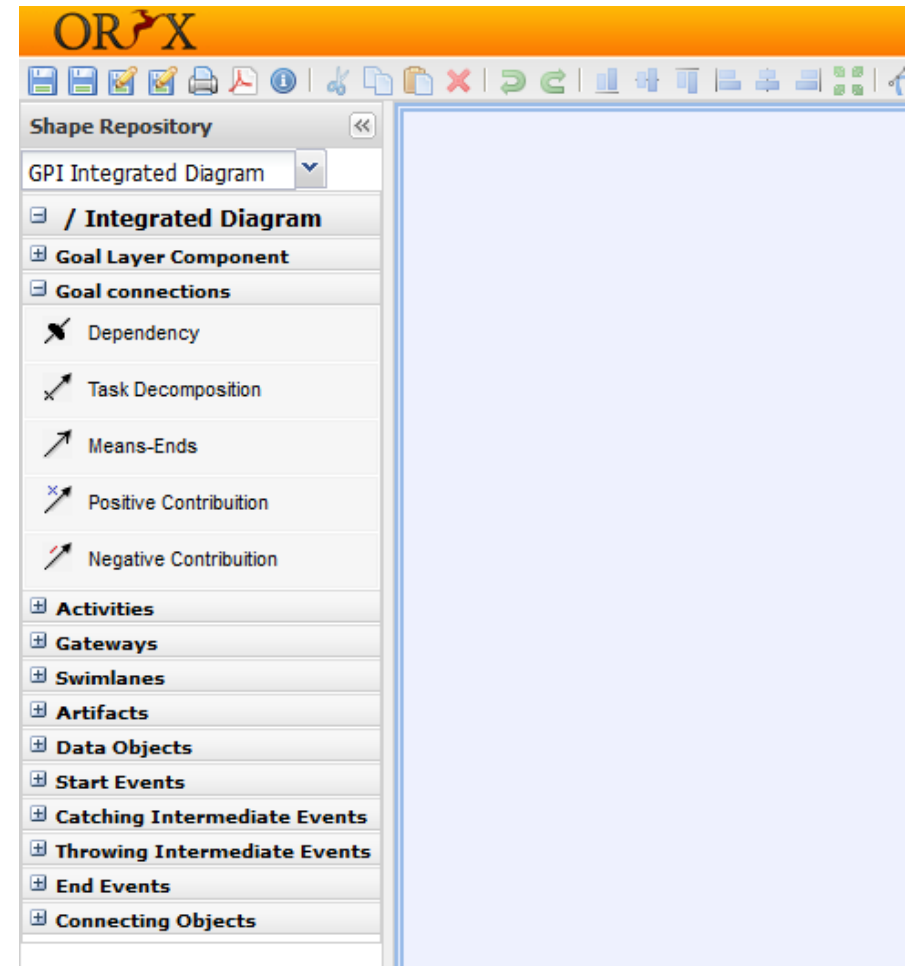 ORYX
Shape Repository
GPI Integrated Diagram
/ Integrated Diagram
Goal Layer Component
Goal connections
Dependency
Task Decomposition
Means-Ends
Positive Contribuition
Negative Contribuition
Activities
Gateways
Swimlanes
Artifacts
Data Objects
Start Events
Catching Intermediate Events
Throwing Intermediate Events
End Events
Connecting Objects